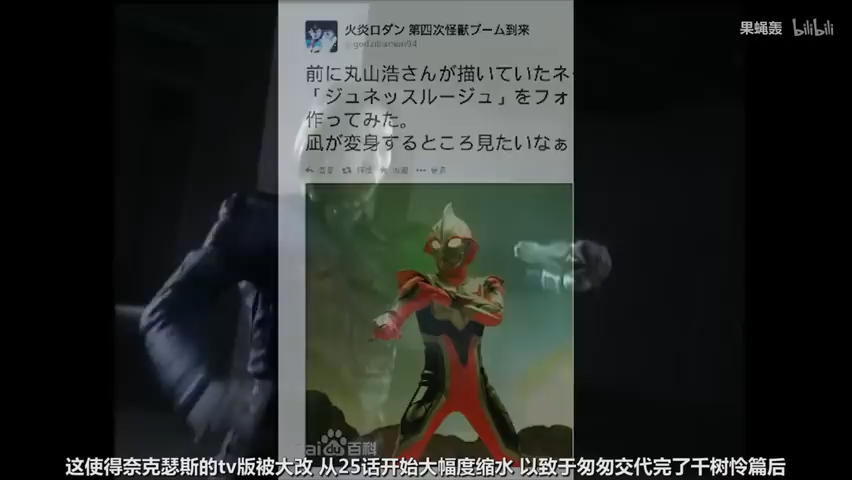 果蝇轰 bilibili
火炎ロダン 第四次怪獣ブーム到来
前に丸山浩さんが描いていたネ
「ジュネッスルージュ」をフォ
作ってみた。
凪が変身するところ見たいなぁ
Bai du 百科
这使得奈克瑟斯的tv版被大改 从25话开始大幅度缩水 以致于匆匆交代完了千树怜篇后